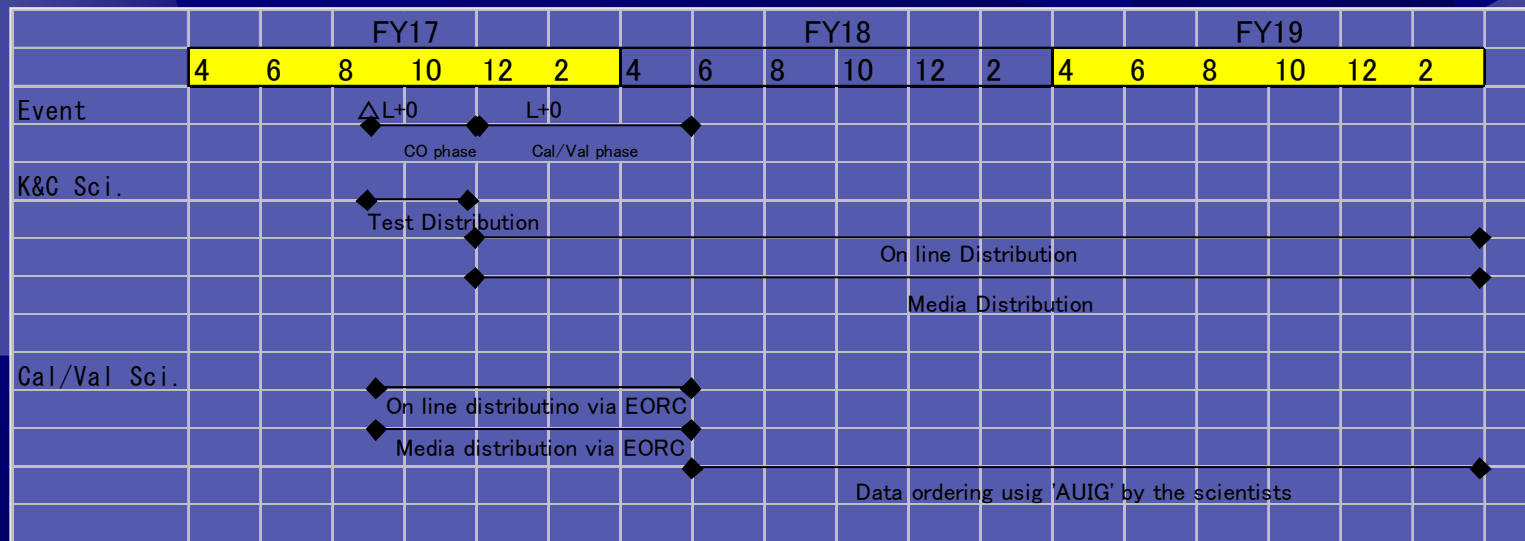 FY17 FY18 FY19
4 6 8 10 12 2 4 6 8 10 12 2 4 6 8 10 12 2
Event △L+0 L+0
CO phase Cal/Val phase
K&C Sci.
Test Distribution
On line Distribution
Media Distribution
Cal/Val Sci.
On line distributino via EORC
Media distribution via EORC
Data ordering usig 'AUIG' by the scientists